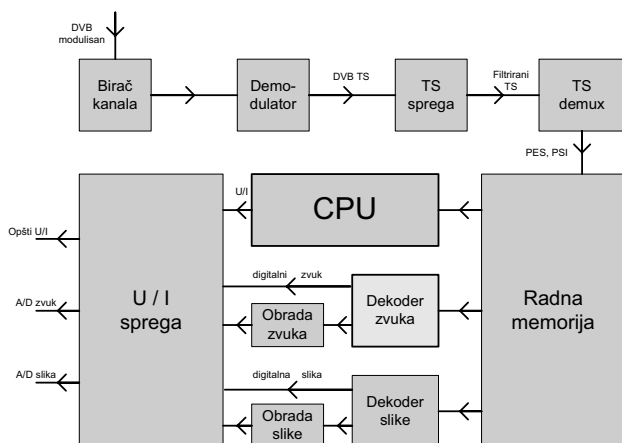 DVB
modulisan
Birač
kanala
Demo-
dulator
DVB TS
TS
sprega
Filtrirani
TS
TS
demux
PES, PSI
U/I
CPU
Opšti U/I
A/D zvuk
A/D slika
U / I
sprega
digitalni zvuk
Obrada
zvuka
Dekoder
zvuka
Radna
memorija
digitalna slika
Obrada
slike
Dekoder
slike